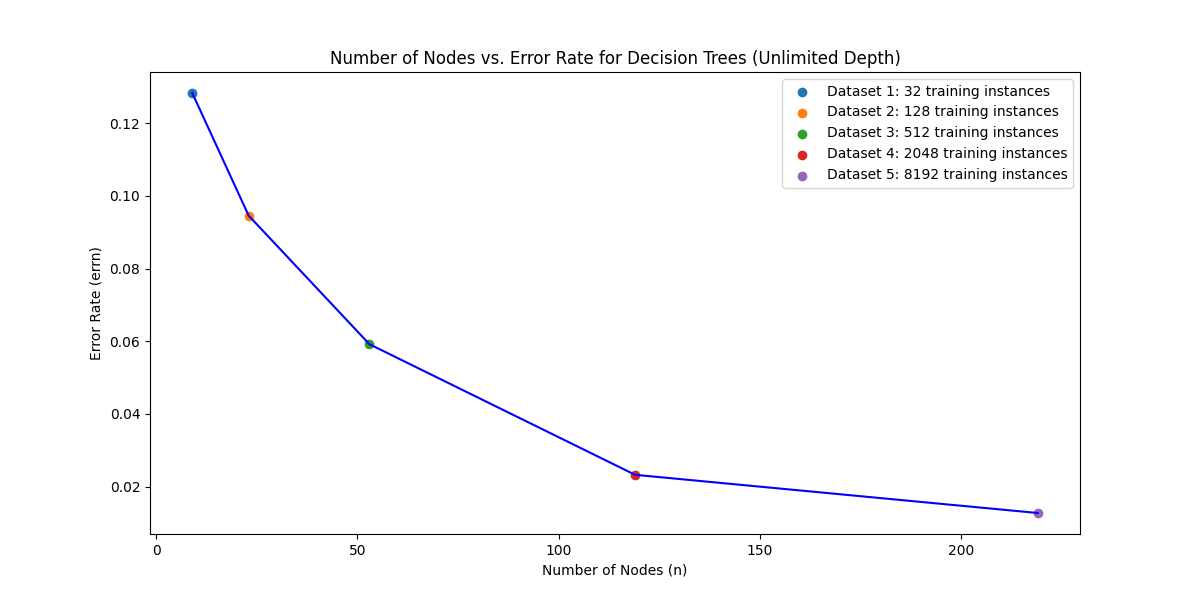 Number of Nodes vs. Error Rate for Decision Trees (Unlimited Depth)
Dataset 1: 32 training instances
Dataset 2: 128 training instances
Dataset 3: 512 training instances
Dataset 4: 2048 training instances
Dataset 5: 8192 training instances
Error Rate (errn)
0.12
0.10
0.08
0.06
0.04
0.02
0 50 100 150 200
Number of Nodes (n)